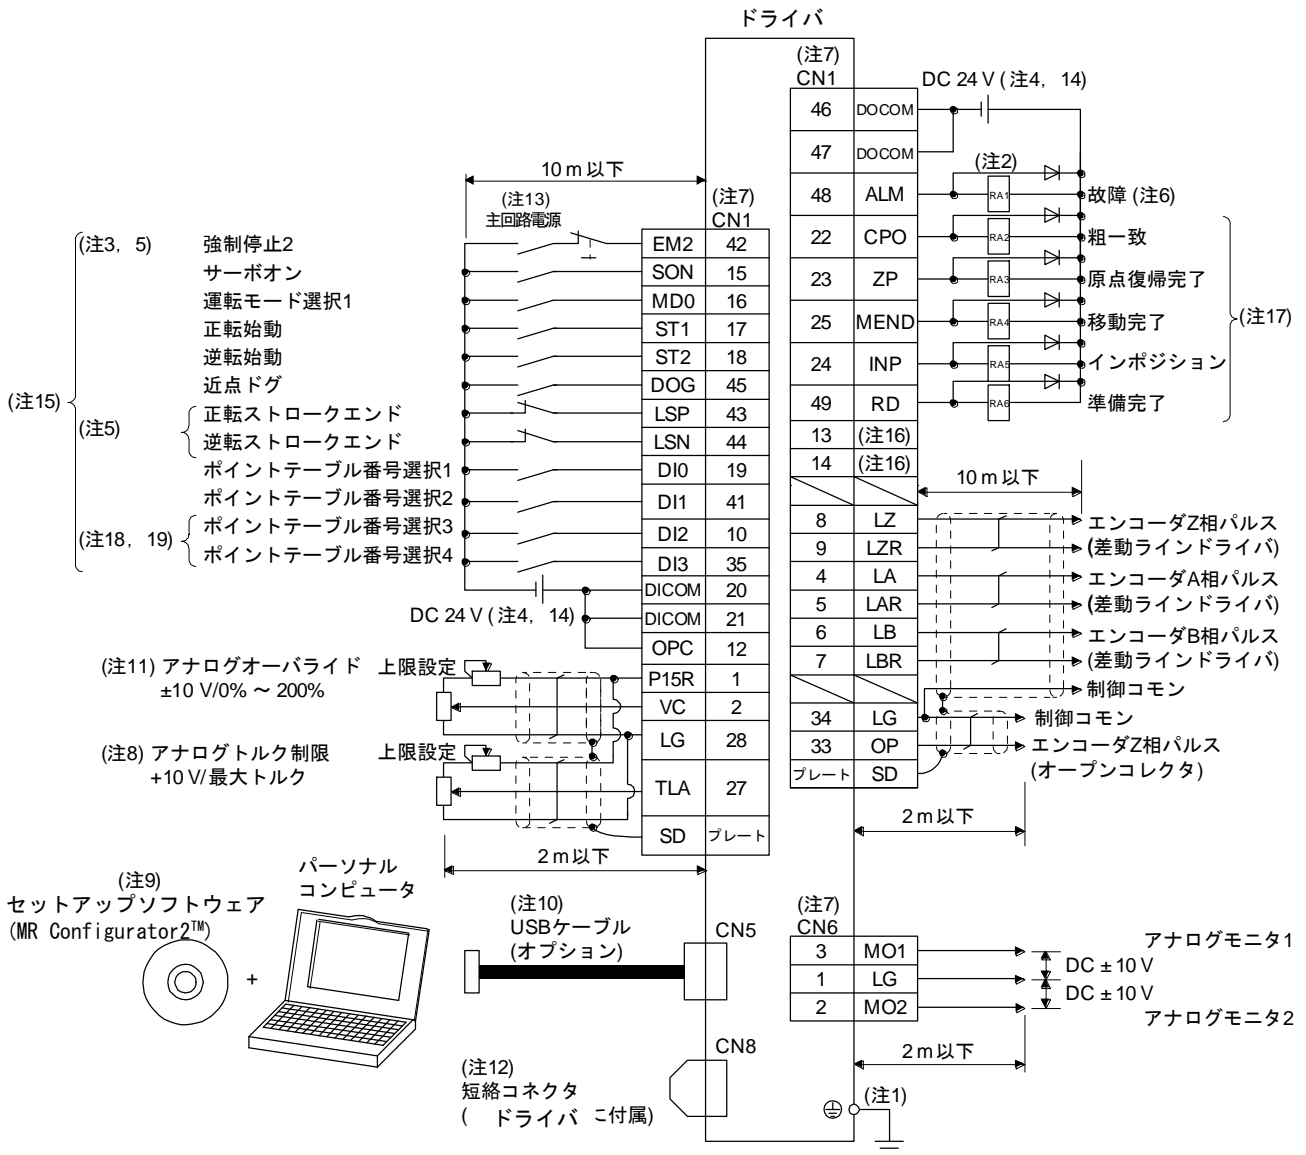 ドライバ
(注7)
CN1
DC 24 V (注4, 14)
46 DOCOM
47 DOCOM
(注2)
48 ALM RA1 故障 (注6)
22 CPO RA2 粗一致
23 ZP RA3 原点復帰完了
25 MEND RA4 移動完了
24 INP RA5 インポジション
49 RD RA6 準備完了
(注17)
13 (注16)
14 (注16)
10 m 以下
8 LZ エンコーダZ相パルス
9 LZR (差動ラインドライバ)
4 LA エンコーダA相パルス
5 LAR (差動ラインドライバ)
6 LB エンコーダB相パルス
7 LBR (差動ラインドライバ)
制御コモン
34 LG 制御コモン
33 OP エンコーダZ相パルス
(オープンコレクタ)
プレート SD
2 m 以下
10 m 以下
(注13)
主回路電源
(注7)
CN1
(注15)
(注3, 5) 強制停止2 EM2 42
サーボオン SON 15
運転モード選択1 MD0 16
正転始動 ST1 17
逆転始動 ST2 18
近点ドグ DOG 45
(注5)
正転ストロークエンド LSP 43
逆転ストロークエンド LSN 44
ポイントテーブル番号選択1 DI0 19
ポイントテーブル番号選択2 DI1 41
(注18, 19)
ポイントテーブル番号選択3 DI2 10
ポイントテーブル番号選択4 DI3 35
DICOM 20
DC 24 V (注4, 14) DICOM 21
OPC 12
(注11) アナログオーバライド 上限設定 P15R 1
±10 V/0% ~ 200%
VC 2
LG 28
(注8) アナログトルク制限 上限設定
+10 V/最大トルク
TLA 27
SD プレート
2 m 以下
(注9)
セットアップソフトウェア
(MR Configurator2™)
+
パーソナル
コンピュータ
(注10)
USBケーブル
(オプション)
CN5
(注7)
CN6
3 MO1 アナログモニタ1
DC ± 10 V
1 LG
DC ± 10 V
2 MO2 アナログモニタ2
2 m 以下
CN8
(注12)
短絡コネクタ
( ドライバ に付属)
(注1)